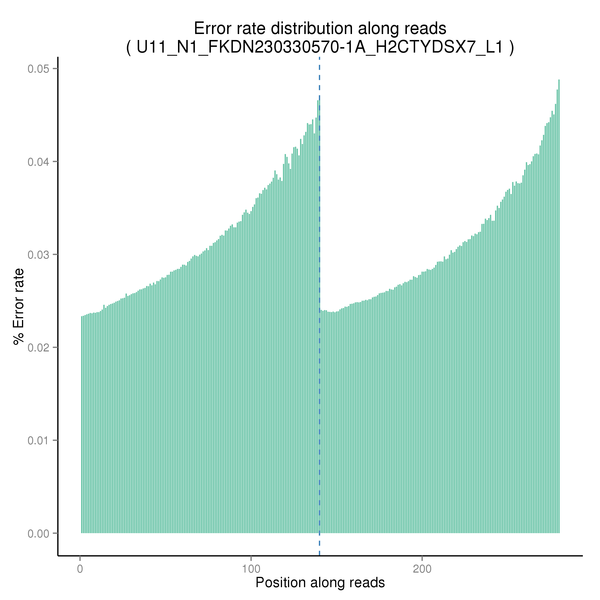 Error rate distribution along reads
( U11_N1_FKDN230330570-1A_H2CTYDSX7_L1 )
% Error rate
0.05
0.04
0.03
0.02
0.01
0.00
0
100
200
Position along reads